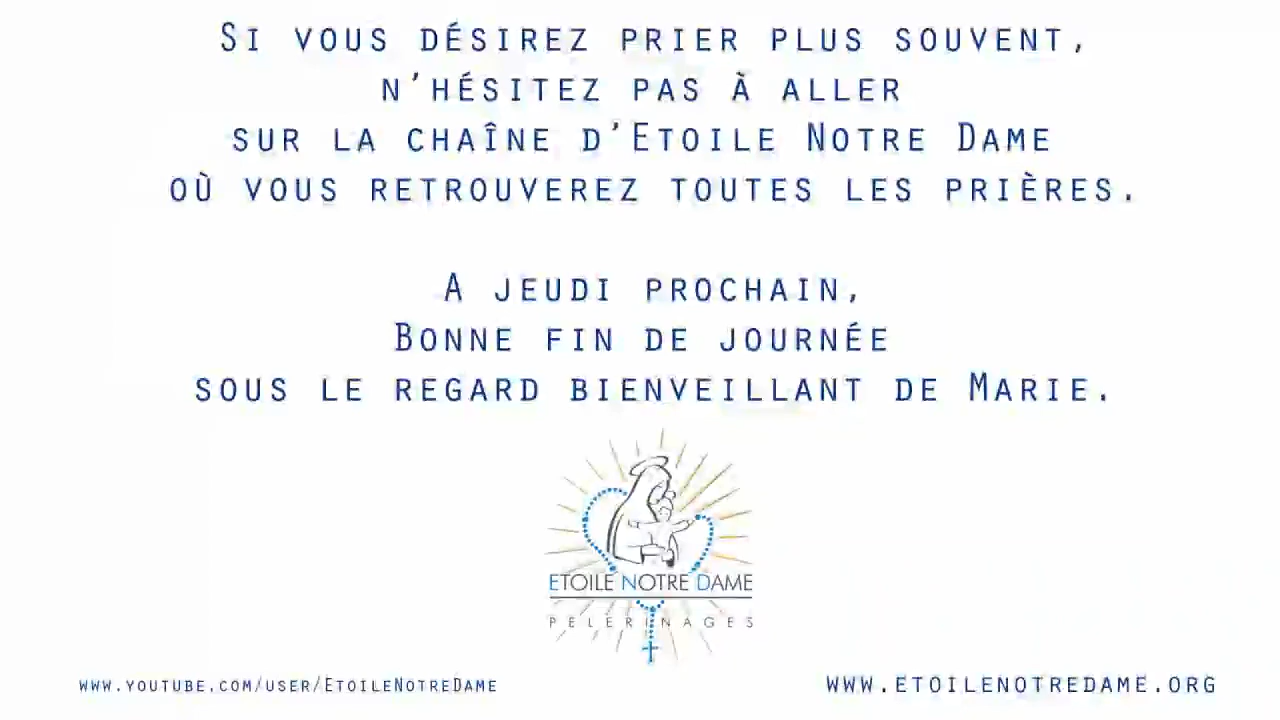 Si vous désirez prier plus souvent,
n'hésitez pas à aller
sur la chaîne d'Etoile Notre Dame
où vous retrouverez toutes les prières.
A jeudi prochain,
Bonne fin de journée
sous le regard bienveillant de Marie.
ETOILE NOTRE DAME
PELERINAGES
www.youtube.com/user/EtoileNotreDame
www.etoilenotredame.org